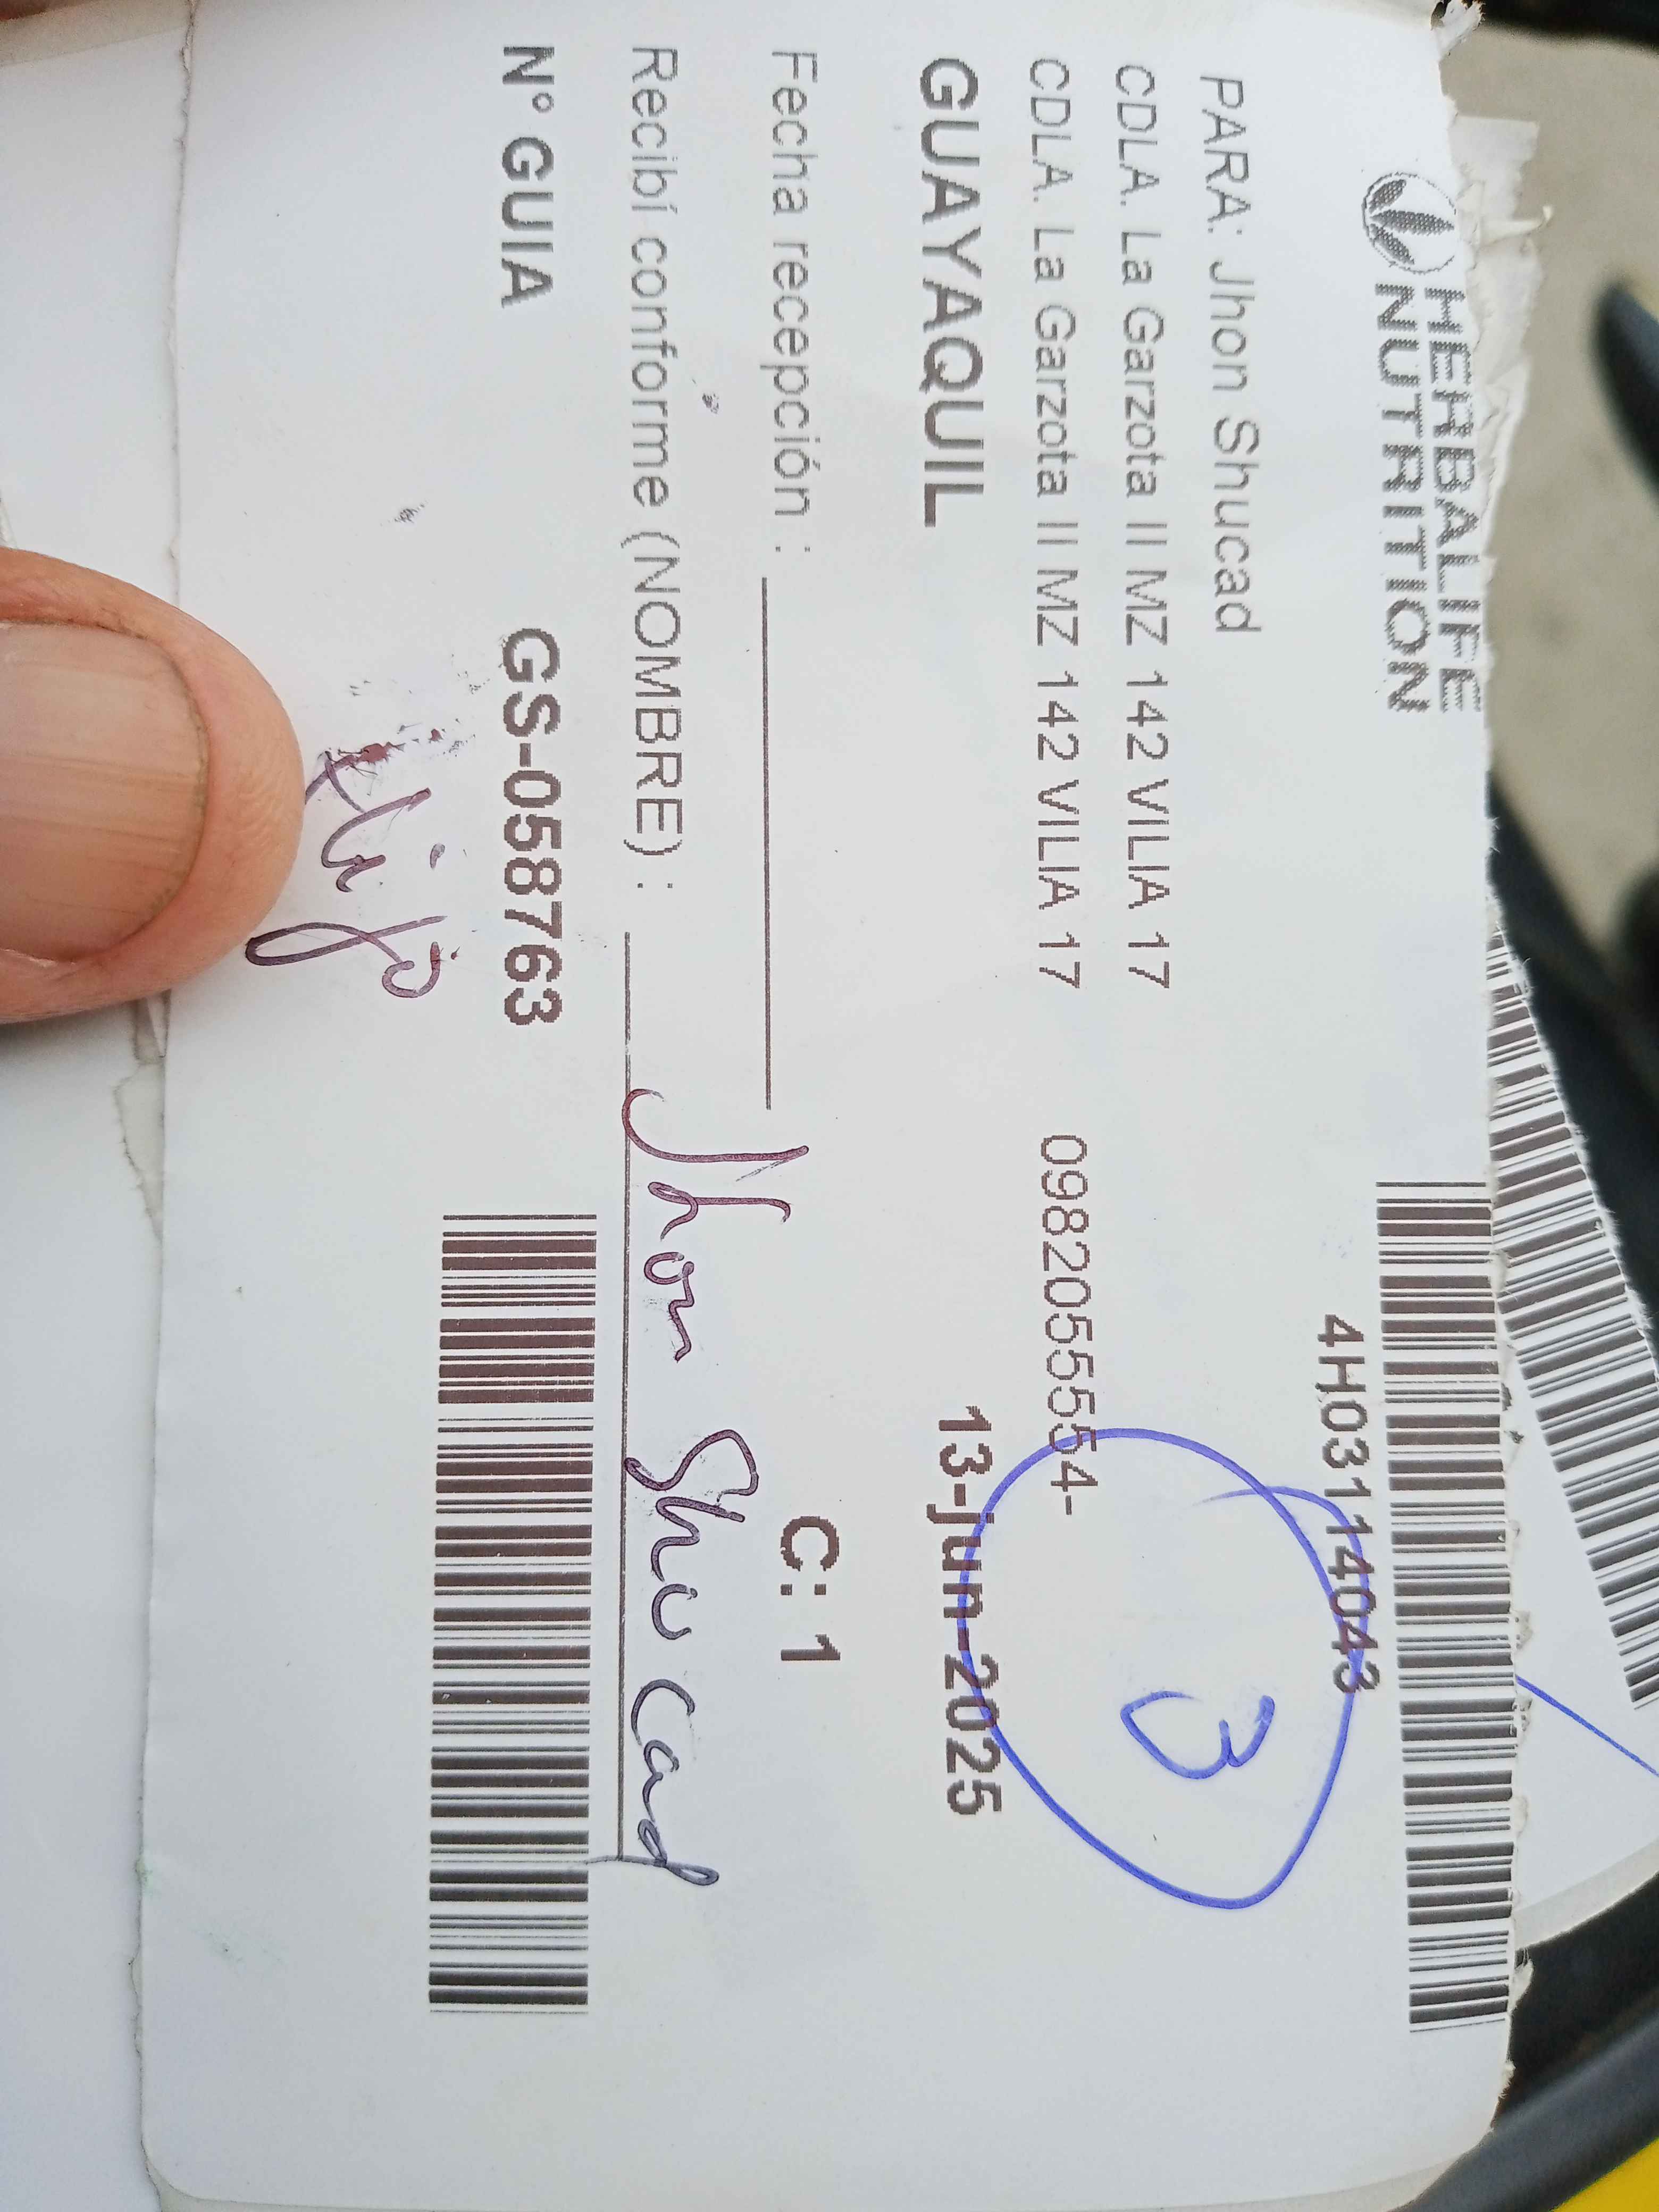 HERBALIFE
NUTRITION
4H03114043
PARA: Jhon Shucad
CDLA. La Garzota II MZ 142 VILIA 17
CDLA. La Garzota II MZ 142 VILIA 17 0982055554-
3
GUAYAQUIL 13-jun-2025
Fecha recepción : C: 1
Recibí conforme (NOMBRE) : Jhon Shucad
N° GUIA GS-058763
Hijo